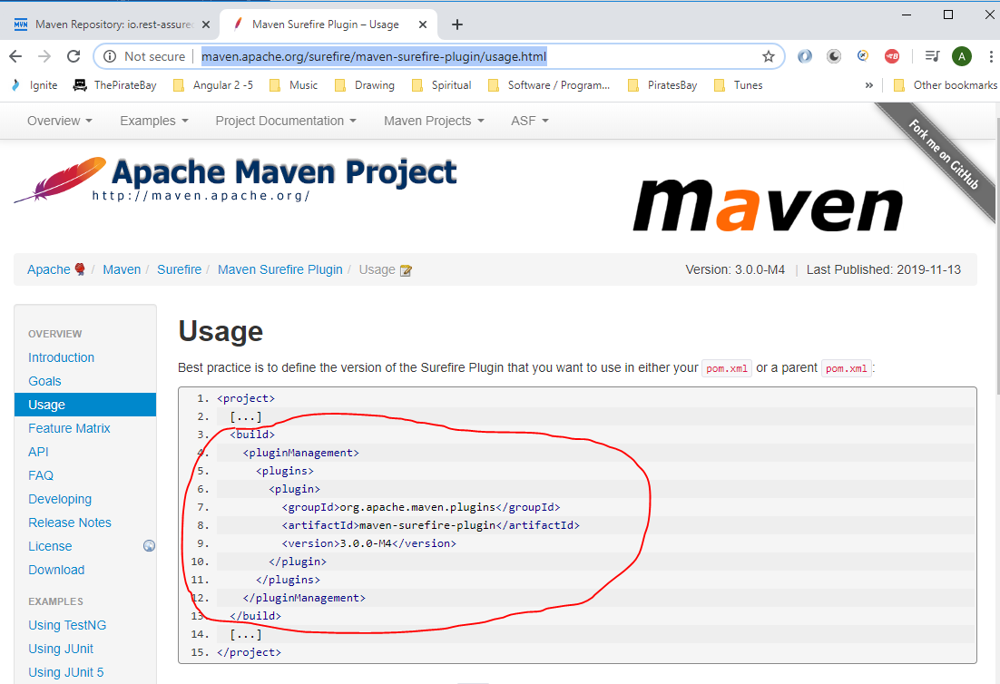 Maven Repository: io.rest-assured
Maven Surefire Plugin – Usage
Not secure
maven.apache.org/surefire/maven-surefire-plugin/usage.html
A
Ignite
ThePirateBay
Angular 2 -5
Music
Drawing
Spiritual
Software / Program...
PiratesBay
Tunes
»
Other bookmarks
Overview
Examples
Project Documentation
Maven Projects
ASF
Fork me on GitHub
Apache Maven Project
http://maven.apache.org/
maven
Apache / Maven / Surefire / Maven Surefire Plugin / Usage
Version: 3.0.0-M4 | Last Published: 2019-11-13
OVERVIEW
Introduction
Goals
Usage
Feature Matrix
API
FAQ
Developing
Release Notes
License
Download
EXAMPLES
Using TestNG
Using JUnit
Using JUnit 5
Usage
Best practice is to define the version of the Surefire Plugin that you want to use in either your pom.xml or a parent pom.xml:
1. <project>
2. [...]
3. <build>
4. <pluginManagement>
5. <plugins>
6. <plugin>
7. <groupId>org.apache.maven.plugins</groupId>
8. <artifactId>maven-surefire-plugin</artifactId>
9. <version>3.0.0-M4</version>
10. </plugin>
11. </plugins>
12. </pluginManagement>
13. </build>
14. [...]
15. </project>